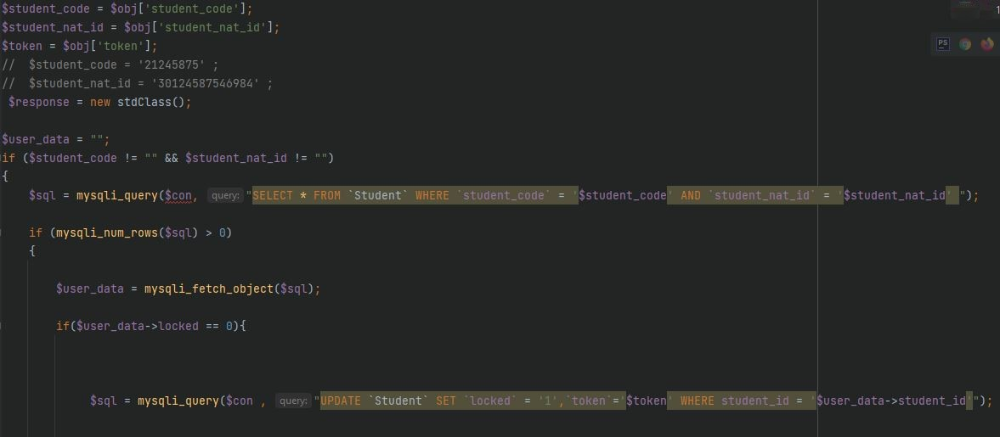 $student_code = $obj['student_code'];
1
$student_nat_id = $obj['student_nat_id'];
$token = $obj['token'];
PS
//  $student_code = '21245875' ;
//  $student_nat_id = '30124587546984' ;
$response = new stdClass();
$user_data = "";
if ($student_code != "" && $student_nat_id != "")
{
$sql = mysqli_query($con, query: "SELECT * FROM `Student` WHERE `student_code` = '$student_code' AND `student_nat_id` = '$student_nat_id' ");
if (mysqli_num_rows($sql) > 0)
{
$user_data = mysqli_fetch_object($sql);
if($user_data->locked == 0){
$sql = mysqli_query($con , query: "UPDATE `Student` SET `locked` = '1',`token`='$token' WHERE student_id = '$user_data->student_id'");